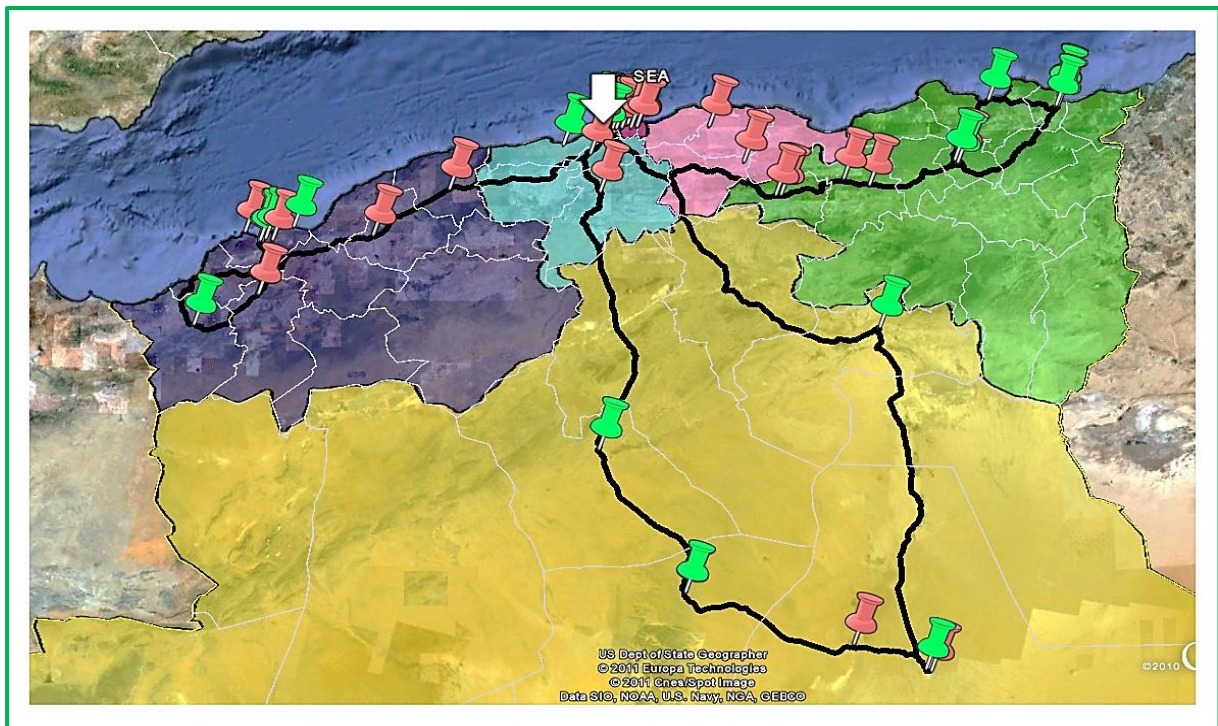 SEA
US Dept of State Geographer
© 2011 Europa Technologies
© 2011 Cnes/Spot Image
Data SIO, NOAA, U.S. Navy, NGA, GEBCO
©2010